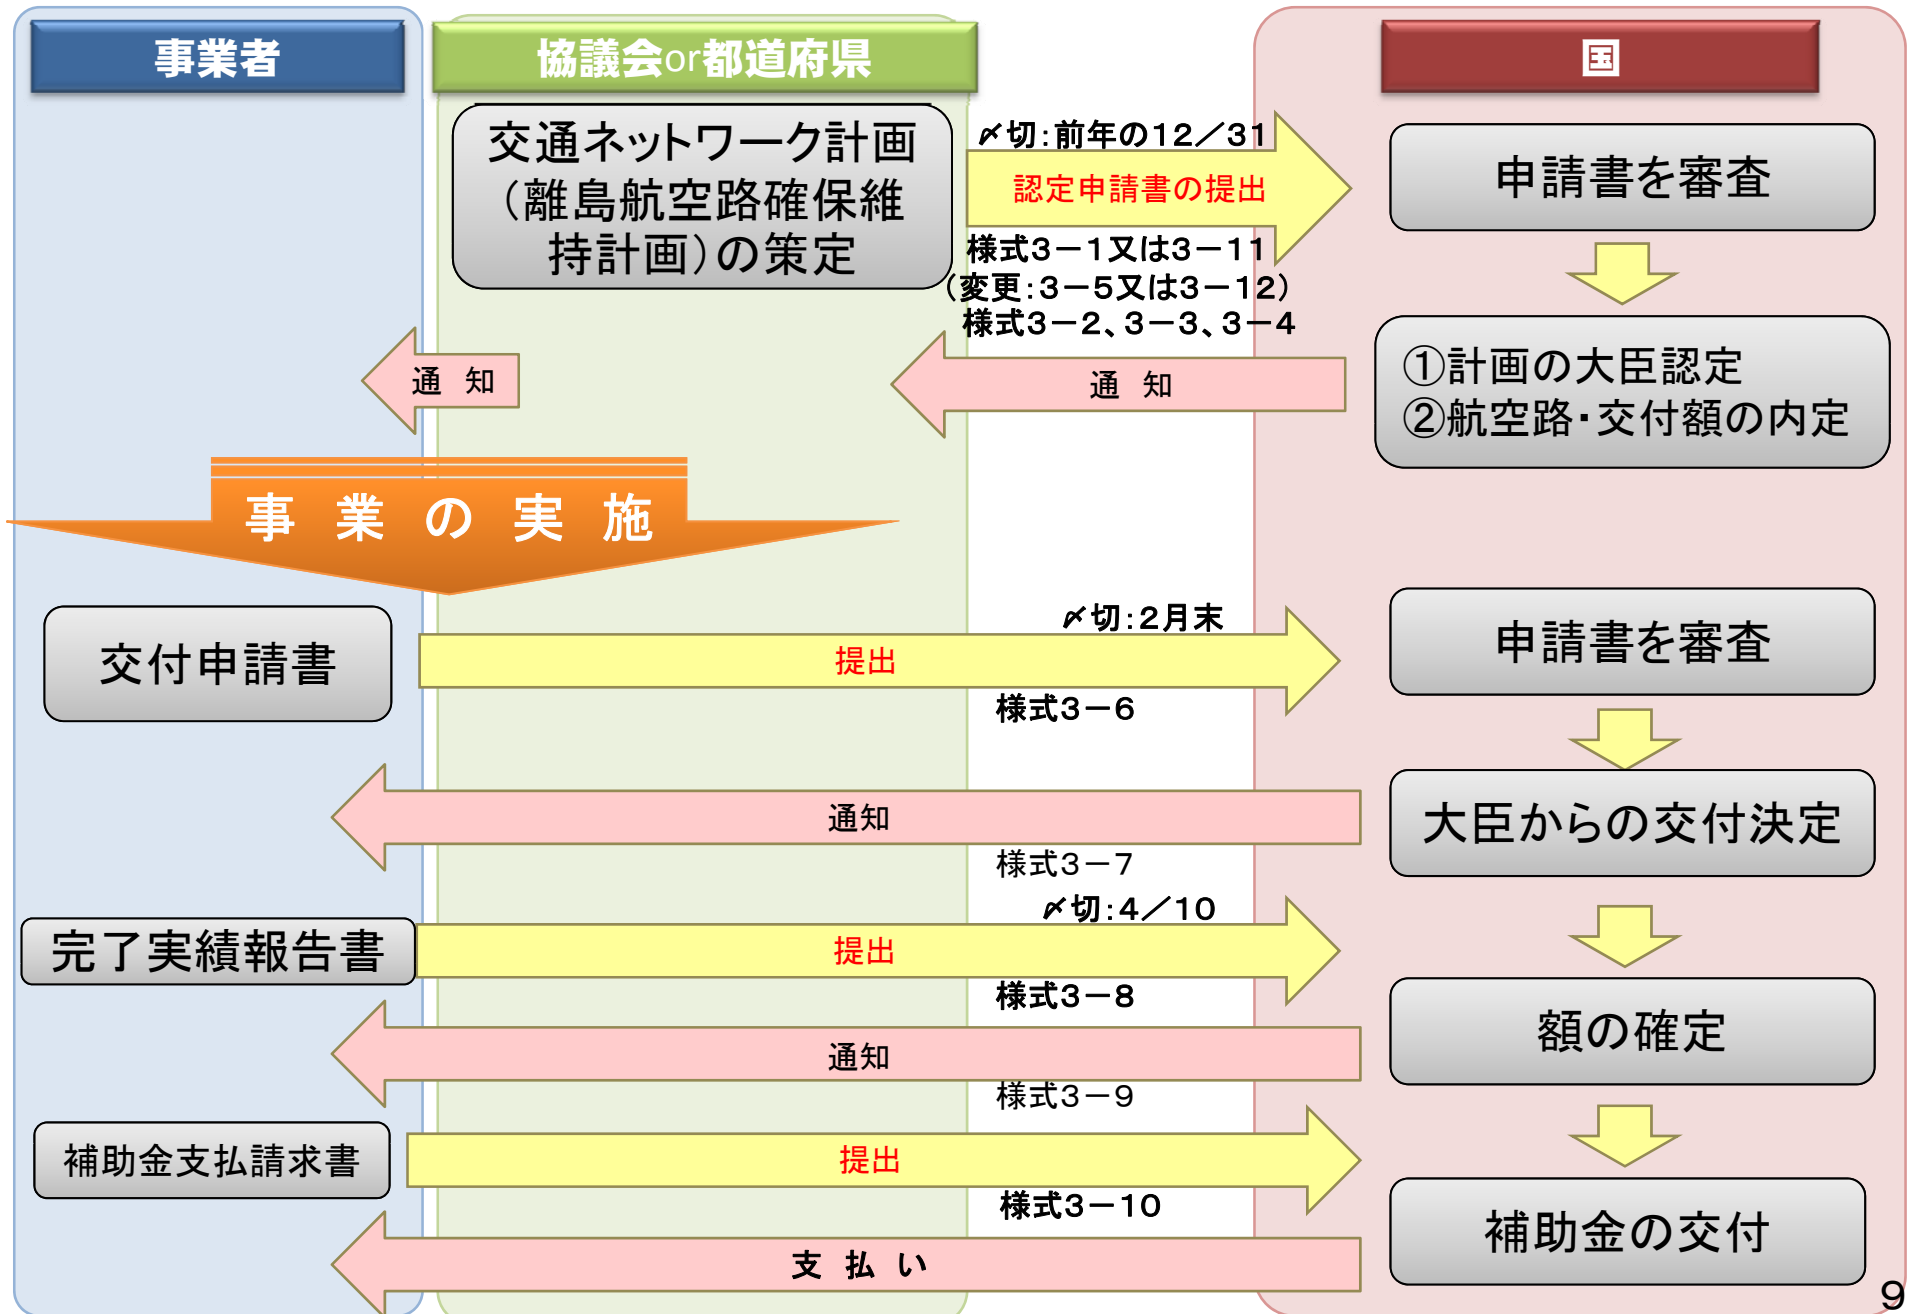 事業者
協議会or都道府県
国
交通ネットワーク計画
（離島航空路確保維
持計画）の策定
〆切：前年の１２／３１
認定申請書の提出
様式３－１又は３－１１
（変更：３－５又は３－１２）
様式３－２、３－３、３－４
申請書を審査
通　知
通　知
①計画の大臣認定
②航空路・交付額の内定
事　業　の　実　施
交付申請書
〆切：２月末
提出
様式３－６
申請書を審査
通知
様式３－７
大臣からの交付決定
完了実績報告書
〆切：４／１０
提出
様式３－８
通知
様式３－９
額の確定
補助金支払請求書
提出
様式３－１０
補助金の交付
支　払　い
9